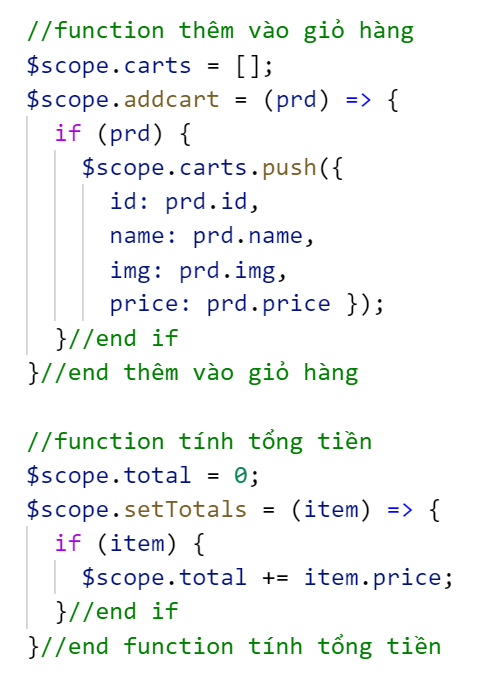 //function thêm vào giỏ hàng
$scope.carts = [];
$scope.addcart = (prd) => {
  if (prd) {
    $scope.carts.push({
      id: prd.id,
      name: prd.name,
      img: prd.img,
      price: prd.price });
  }//end if
}//end thêm vào giỏ hàng

//function tính tổng tiền
$scope.total = 0;
$scope.setTotals = (item) => {
  if (item) {
    $scope.total += item.price;
  }//end if
}//end function tính tổng tiền